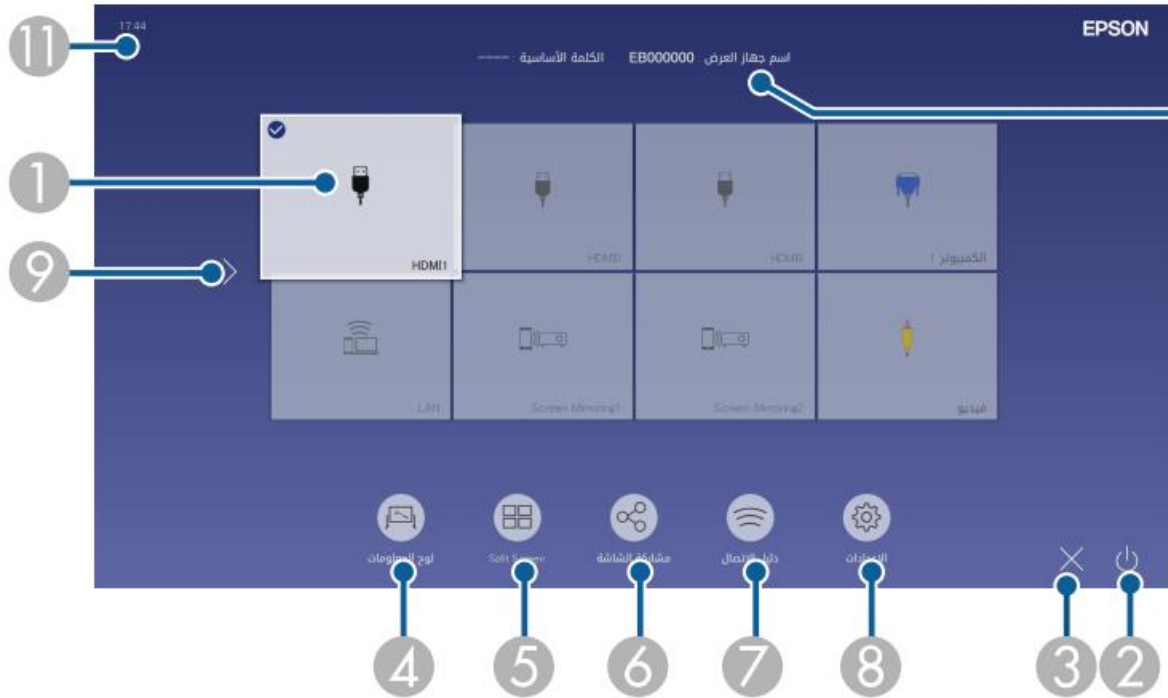 17:44
EPSON
اسم جهاز العرض: EB000000 الكلمة الأساسية: ----
HDMI1
HDMI2
HDMI3
الكمبيوتر 1
LAN
Screen Mirroring1
Screen Mirroring2
فيديو
لوح المعلومات
Split Screen
مشاركة الشاشة
دليل الاتصال
الإعدادات
11
1
9
4
5
6
7
8
3
2